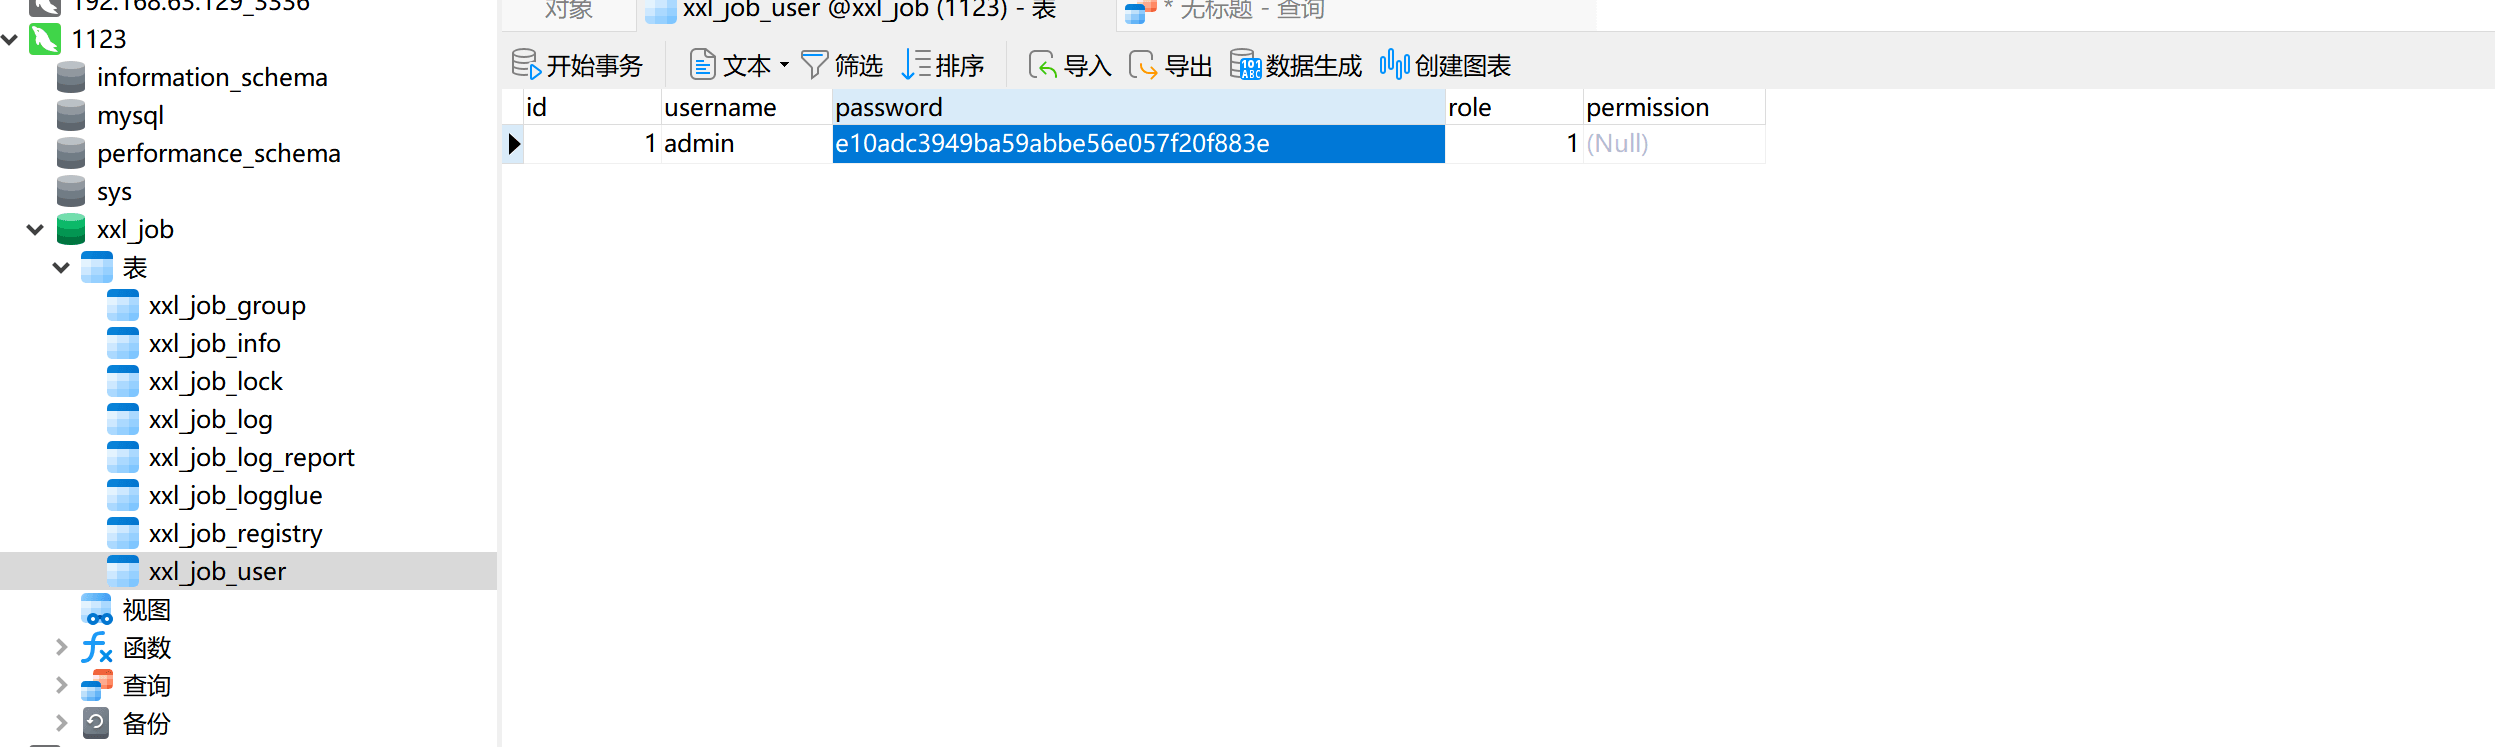 192.168.63.129_3336
1123
information_schema
mysql
performance_schema
sys
xxl_job
表
xxl_job_group
xxl_job_info
xxl_job_lock
xxl_job_log
xxl_job_log_report
xxl_job_logglue
xxl_job_registry
xxl_job_user
视图
函数
查询
备份
对象 xxl_job_user @xxl_job (1123) - 表 * 无标题 - 查询
开始事务 文本 筛选 排序 导入 导出 数据生成 创建图表
id username password role permission
1 admin e10adc3949ba59abbe56e057f20f883e 1 (Null)